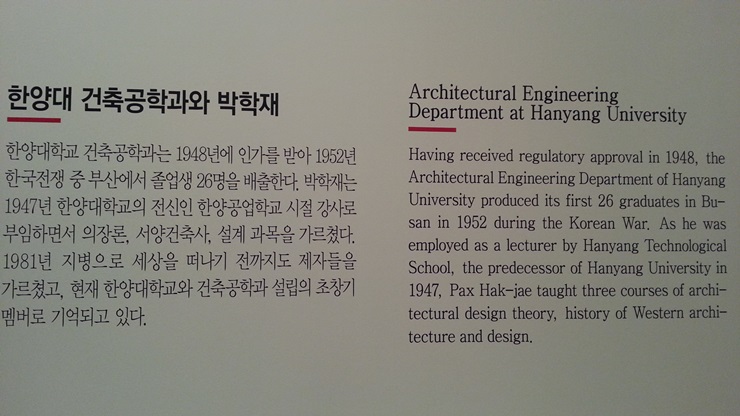 한양대 건축공학과와 박학재
한양대학교 건축공학과는 1948년에 인가를 받아 1952년
한국전쟁 중 부산에서 졸업생 26명을 배출한다. 박학재는
1947년 한양대학교의 전신인 한양공업학교 시절 강사로
부임하면서 의장론, 서양건축사, 설계 과목을 가르쳤다.
1981년 지병으로 세상을 떠나기 전까지도 제자들을
가르쳤고, 현재 한양대학교와 건축공학과 설립의 초창기
멤버로 기억되고 있다.
Architectural Engineering
Department at Hanyang University
Having received regulatory approval in 1948, the
Architectural Engineering Department of Hanyang
University produced its first 26 graduates in Bu-
san in 1952 during the Korean War. As he was
employed as a lecturer by Hanyang Technological
School, the predecessor of Hanyang University in
1947, Pax Hak-jae taught three courses of archi-
tectural design theory, history of Western archi-
tecture and design.